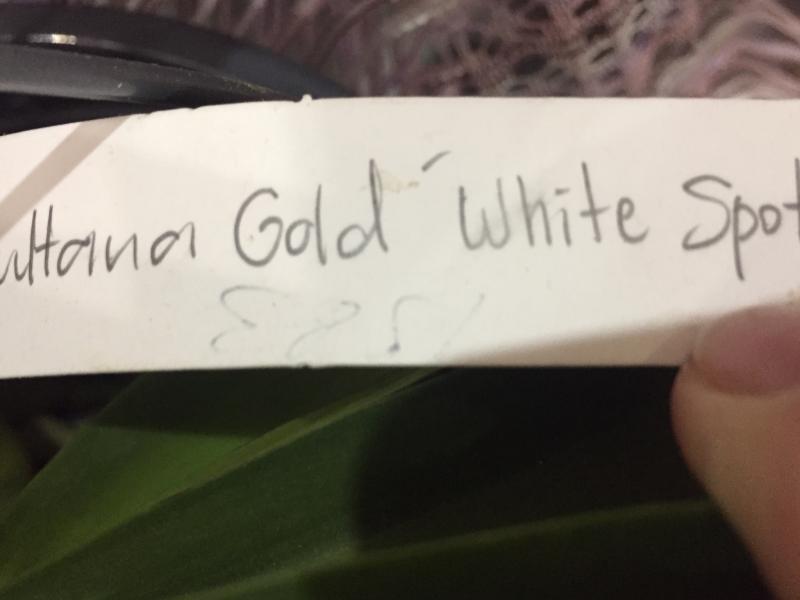 ultana Gold ' White Spot